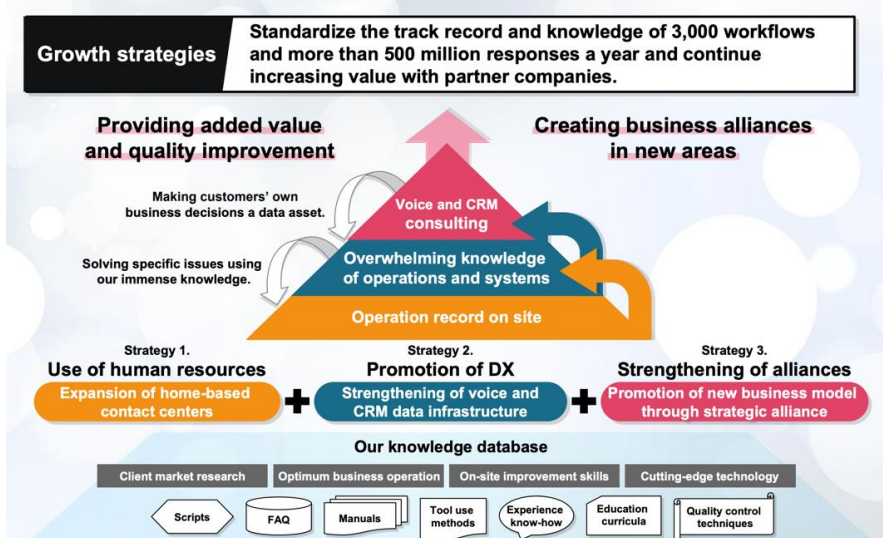 Growth strategies
Standardize the track record and knowledge of 3,000 workflows
and more than 500 million responses a year and continue
increasing value with partner companies.
Providing added value
and quality improvement
Creating business alliances
in new areas
Making customers' own
business decisions a data asset.
Voice and CRM
consulting
Solving specific issues using
our immense knowledge.
Overwhelming knowledge
of operations and systems
Operation record on site
Strategy 1.
Use of human resources
Expansion of home-based
contact centers
+
Strategy 2.
Promotion of DX
Strengthening of voice and
CRM data infrastructure
+
Strategy 3.
Strengthening of alliances
Promotion of new business model
through strategic alliance
Our knowledge database
Client market research
Optimum business operation
On-site improvement skills
Cutting-edge technology
Scripts
FAQ
Manuals
Tool use
methods
Experience
know-how
Education
curricula
Quality control
techniques